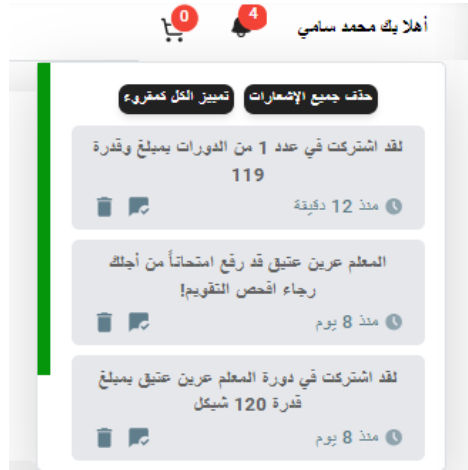 أهلا بك محمد سامي
4
0
حذف جميع الإشعارات
تمييز الكل كمقروء
لقد اشتركت في عدد 1 من الدورات بمبلغ وقدرة
119
منذ 12 دقيقة
المعلم عرين عتيق قد رفع امتحاناً من أجلك
رجاء افحص التقويم!
منذ 8 يوم
لقد اشتركت في دورة المعلم عرين عتيق بمبلغ
قدرة 120 شيكل
منذ 8 يوم